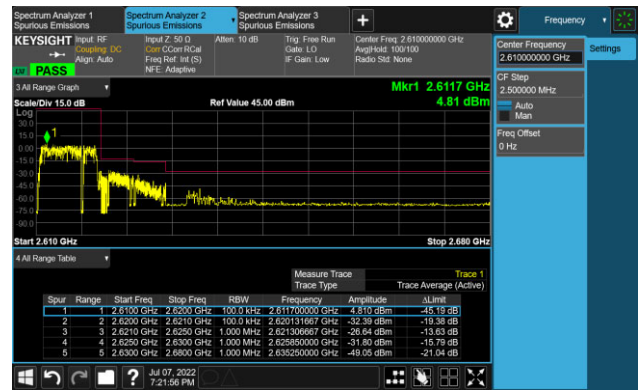 Spectrum Analyzer 1
Spurious Emissions
Spectrum Analyzer 2
Spurious Emissions
Spectrum Analyzer 3
Spurious Emissions
+
Frequency
KEYSIGHT
Input: RF
Coupling: DC
Align: Auto
Input Z: 50 Ω
Corr CCorr RCal
Freq Ref: Int (S)
NFE: Adaptive
Atten: 10 dB
Trig: Free Run
Gate: LO
IF Gain: Low
Center Freq: 2.610000000 GHz
Avg|Hold: 100/100
Radio Std: None
PASS
Center Frequency
2.610000000 GHz
Settings
CF Step
2.500000 MHz
Auto
Man
Freq Offset
0 Hz
3 All Range Graph
Mkr1 2.6117 GHz
4.81 dBm
Scale/Div 15.0 dB
Ref Value 45.00 dBm
Log
30.0
15.0
0.00
-15.0
-30.0
-45.0
-60.0
-75.0
-90.0
1
Start 2.610 GHz
Stop 2.680 GHz
4 All Range Table
Measure Trace Trace 1
Trace Type Trace Average (Active)
Spur Range Start Freq Stop Freq RBW Frequency Amplitude ΔLimit
1 1 2.6100 GHz 2.6200 GHz 100.0 kHz 2.611700000 GHz 4.810 dBm -45.19 dB
2 2 2.6200 GHz 2.6210 GHz 100.0 kHz 2.620131667 GHz -32.39 dBm -19.38 dB
3 3 2.6210 GHz 2.6250 GHz 1.000 MHz 2.621306667 GHz -26.64 dBm -13.63 dB
4 4 2.6250 GHz 2.6300 GHz 1.000 MHz 2.625850000 GHz -31.80 dBm -15.79 dB
5 5 2.6300 GHz 2.6800 GHz 1.000 MHz 2.635250000 GHz -49.05 dBm -21.04 dB
?
Jul 07, 2022
7:21:56 PM